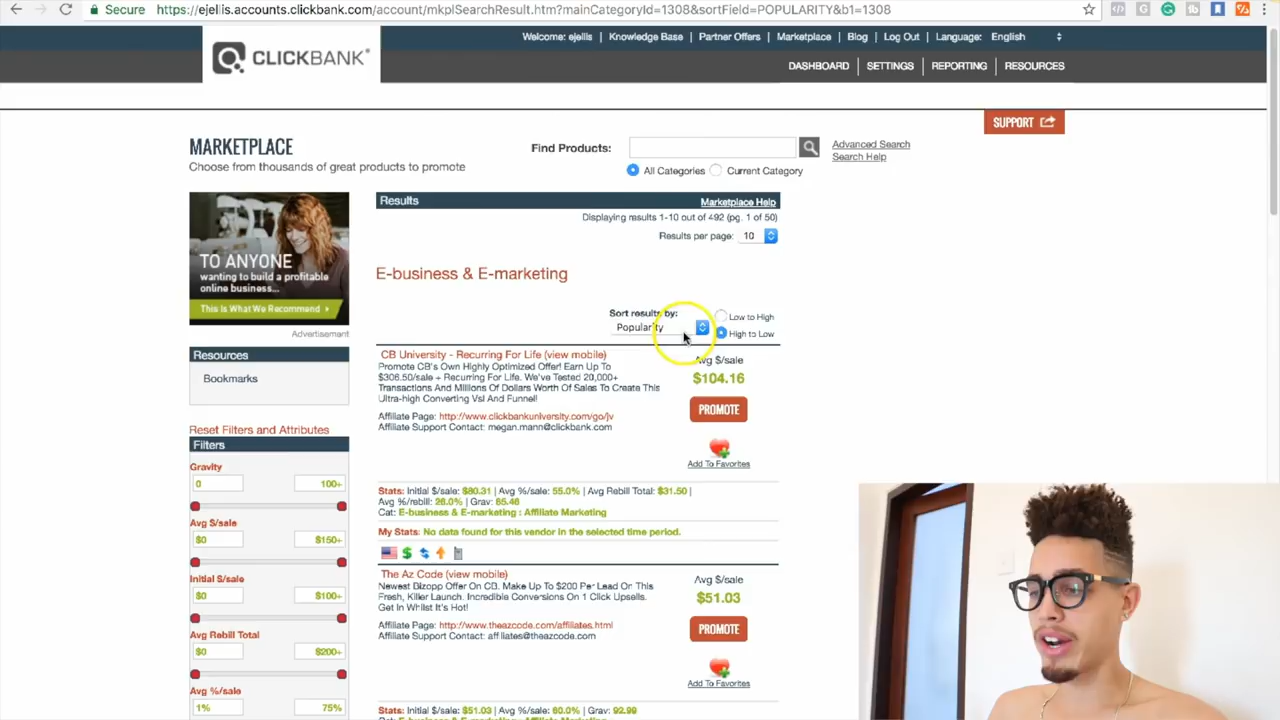 Secure
https://ejellis.accounts.clickbank.com/account/mkplSearchResult.htm?mainCategoryId=1308&sortField=POPULARITY&b1=1308
Welcome: ejellis | Knowledge Base | Partner Offers | Marketplace | Blog | Log Out | Language: English
CLICKBANK
DASHBOARD | SETTINGS | REPORTING | RESOURCES
SUPPORT
MARKETPLACE
Choose from thousands of great products to promote
Find Products:
Advanced Search
Search Help
All Categories Current Category
TO ANYONE
wanting to build a profitable
online business...
This Is What We Recommend
Advertisement
Resources
Bookmarks
Reset Filters and Attributes
Filters
Gravity
0 100+
Avg $/sale
$0 $150+
Initial $/sale
$0 $100+
Avg Rebill Total
$0 $200+
Avg %/sale
1% 75%
Results Marketplace Help
Displaying results 1-10 out of 492 (pg. 1 of 50)
Results per page: 10
E-business & E-marketing
Sort results by:
Popularity
Low to High
High to Low
CB University - Recurring For Life (view mobile)
Promote CB's Own Highly Optimized Offer! Earn Up To
$306.50/sale + Recurring For Life. We've Tested 20,000+
Transactions And Millions Of Dollars Worth Of Sales To Create This
Ultra-high Converting Vsl And Funnel!
Affiliate Page: http://www.clickbankuniversity.com/go/jv
Affiliate Support Contact: megan.mann@clickbank.com
Avg $/sale
$104.16
PROMOTE
Add To Favorites
Stats: Initial $/sale: $80.31 | Avg %/sale: 55.0% | Avg Rebill Total: $31.50 |
Avg %/rebill: 26.0% | Grav: 65.46
Cat: E-business & E-marketing : Affiliate Marketing
My Stats: No data found for this vendor in the selected time period.
The Az Code (view mobile)
Newest Bizopp Offer On CB. Make Up To $200 Per Lead On This
Fresh, Killer Launch. Incredible Conversions On 1 Click Upsells.
Get In Whilst It's Hot!
Affiliate Page: http://www.theazcode.com/affiliates.html
Affiliate Support Contact: affiliates@theazcode.com
Avg $/sale
$51.03
PROMOTE
Add To Favorites
Stats: Initial $/sale: $51.03 | Avg %/sale: 60.0% | Grav: 92.99
Cat: E-business & E-marketing : Affiliate Marketing